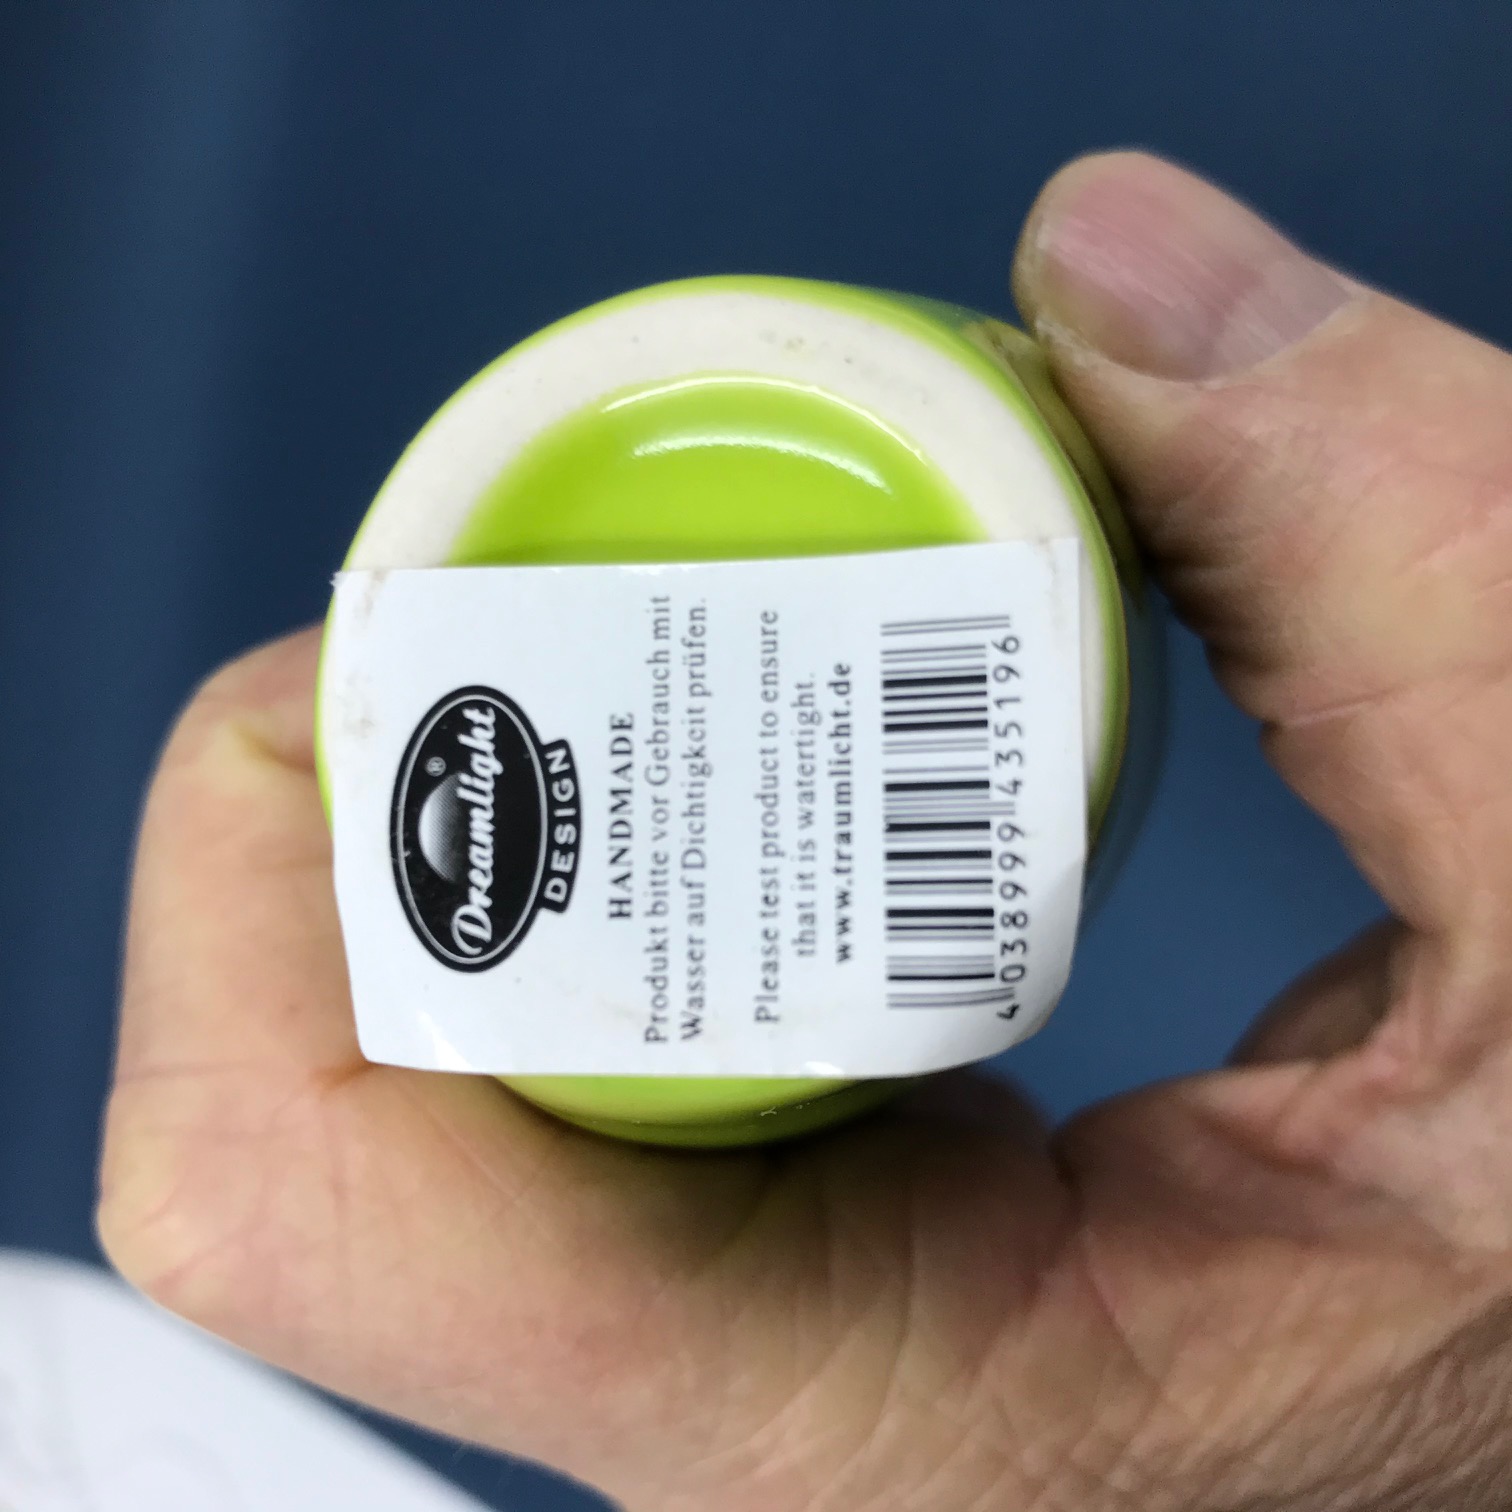 Dreamlight®
DESIGN
HANDMADE
Produkt bitte vor Gebrauch mit
Wasser auf Dichtigkeit prüfen.
Please test product to ensure
that it is watertight.
www.traumlicht.de
4 038999 435196